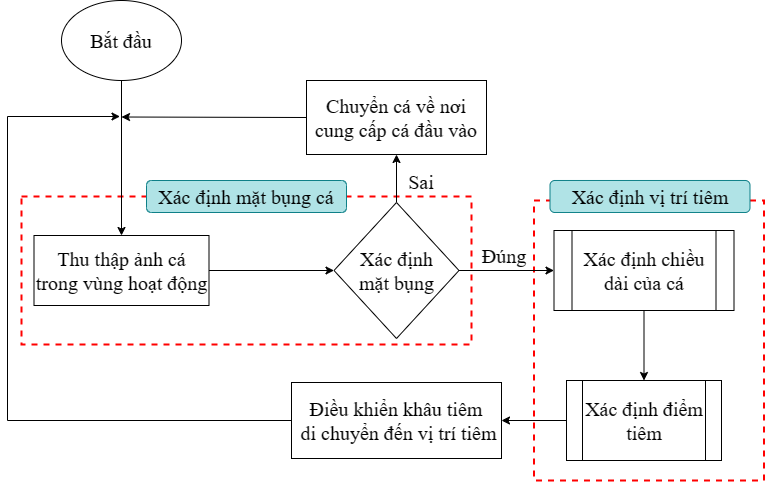 Bắt đầu
Chuyển cá về nơi
cung cấp cá đầu vào
Sai
Xác định mặt bụng cá
Xác định vị trí tiêm
Thu thập ảnh cá
trong vùng hoạt động
Xác định
mặt bụng
Đúng
Xác định chiều
dài của cá
Điều khiển khâu tiêm
di chuyển đến vị trí tiêm
Xác định điểm
tiêm